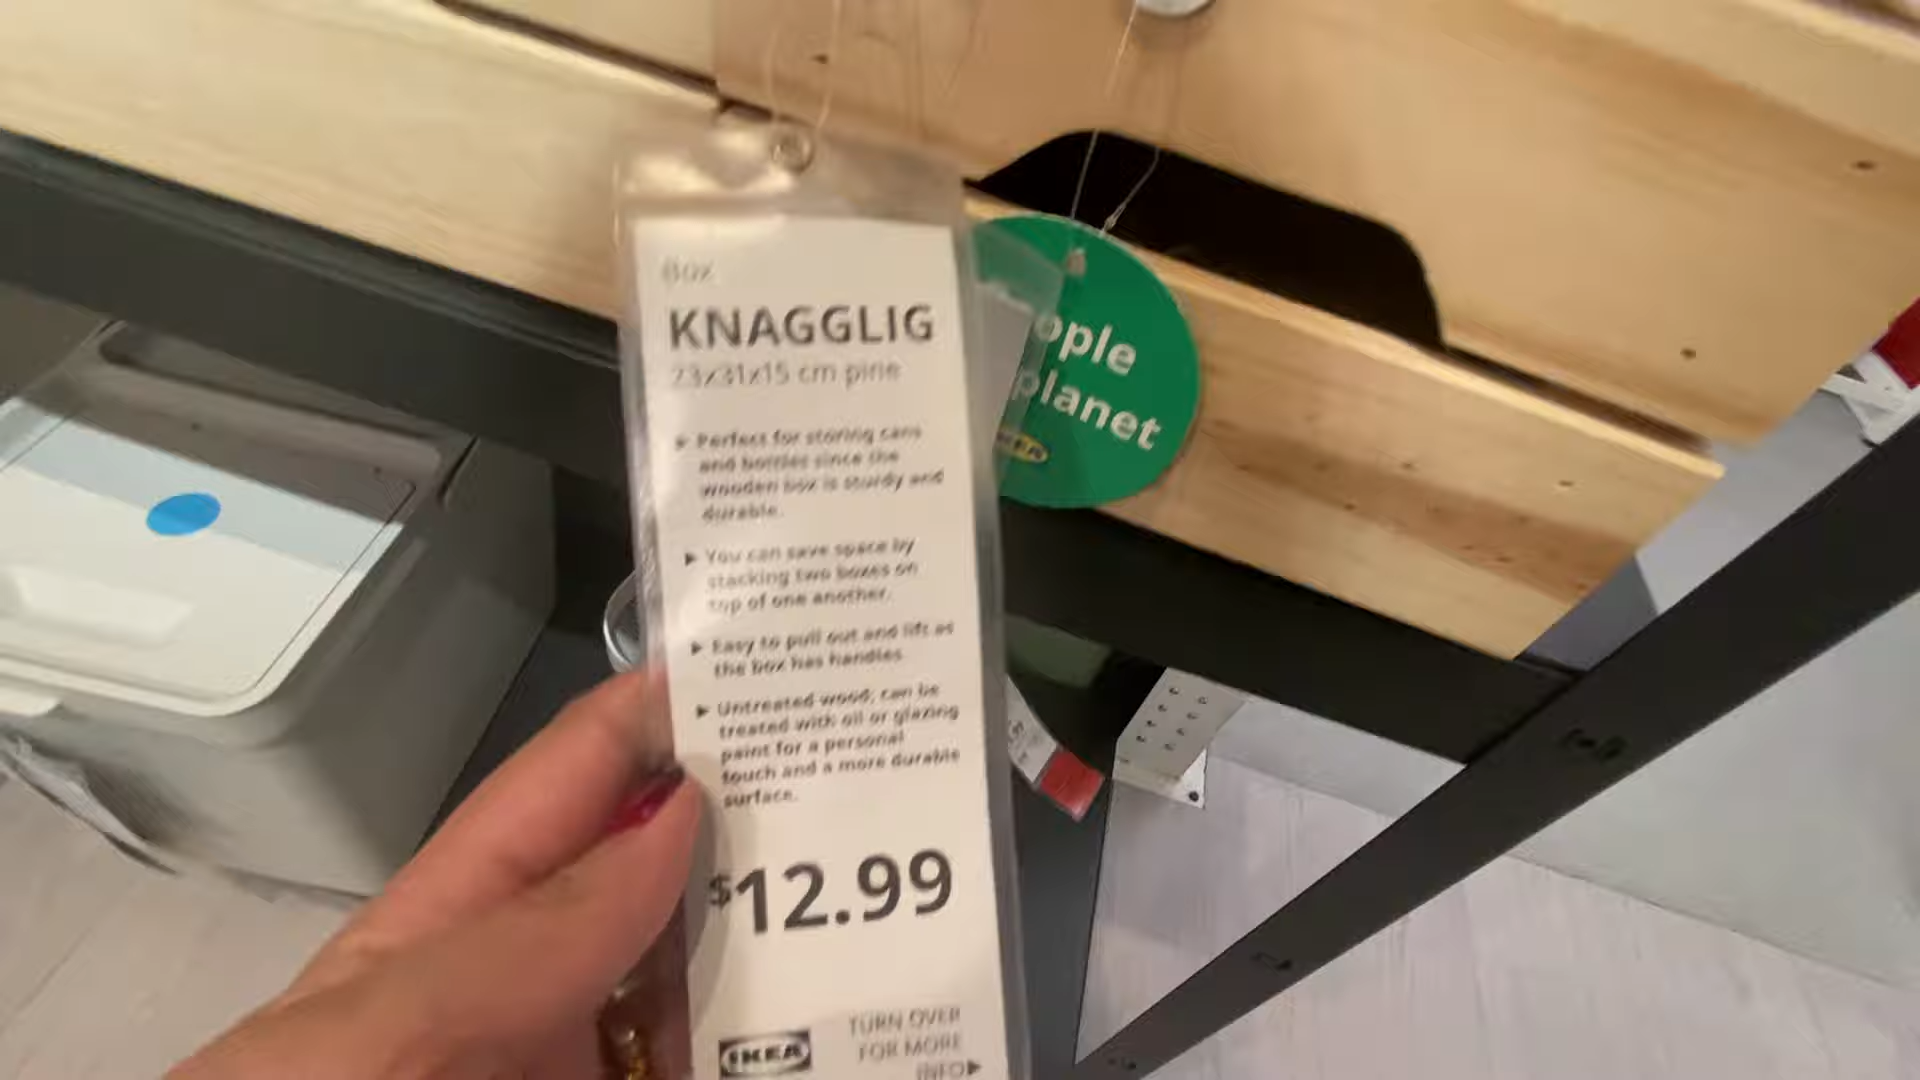 Box
KNAGGLIG
23x31x15 cm pine
▶ Perfect for storing cans
and bottles since the
wooden box is sturdy and
durable.
▶ You can save space by
stacking two boxes on
top of one another.
▶ Easy to pull out and lift as
the box has handles.
▶ Untreated wood; can be
treated with oil or glazing
paint for a personal
touch and a more durable
surface.
$12.99
IKEA
TURN OVER
FOR MORE
INFO▶
ople
planet
IKEA